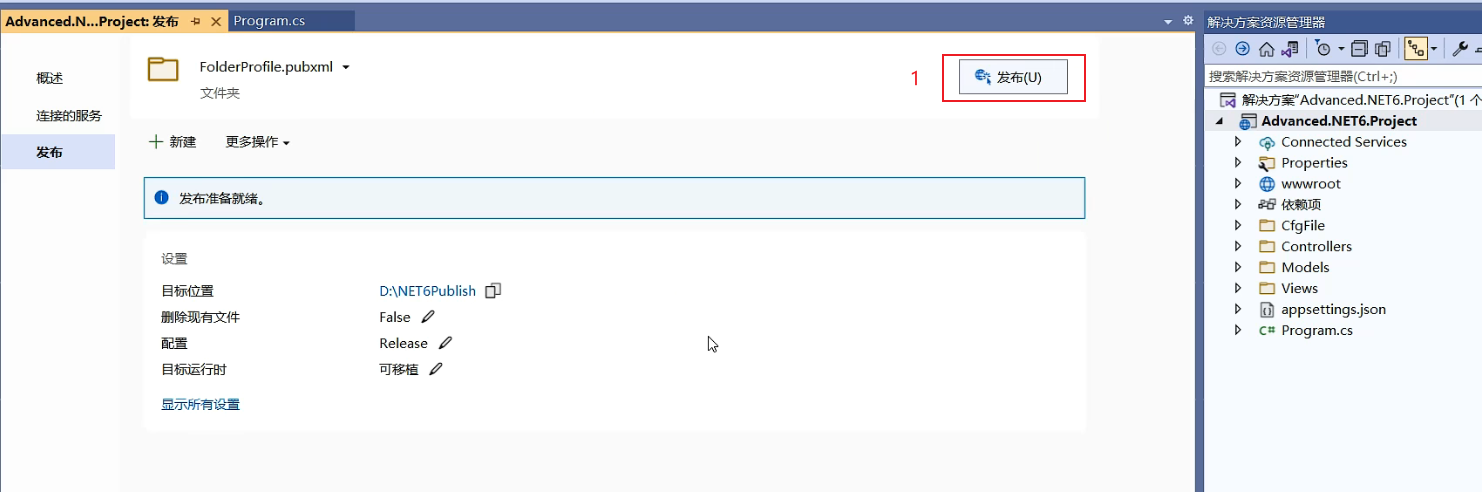 Advanced.N...Project: 发布
Program.cs
解决方案资源管理器
概述
连接的服务
发布
FolderProfile.pubxml
文件夹
1
发布(U)
新建
更多操作
发布准备就绪。
设置
目标位置
D:\NET6Publish
删除现有文件
False
配置
Release
目标运行时
可移植
显示所有设置
搜索解决方案资源管理器(Ctrl+;)
解决方案"Advanced.NET6.Project"(1 个
Advanced.NET6.Project
Connected Services
Properties
wwwroot
依赖项
CfgFile
Controllers
Models
Views
appsettings.json
C# Program.cs